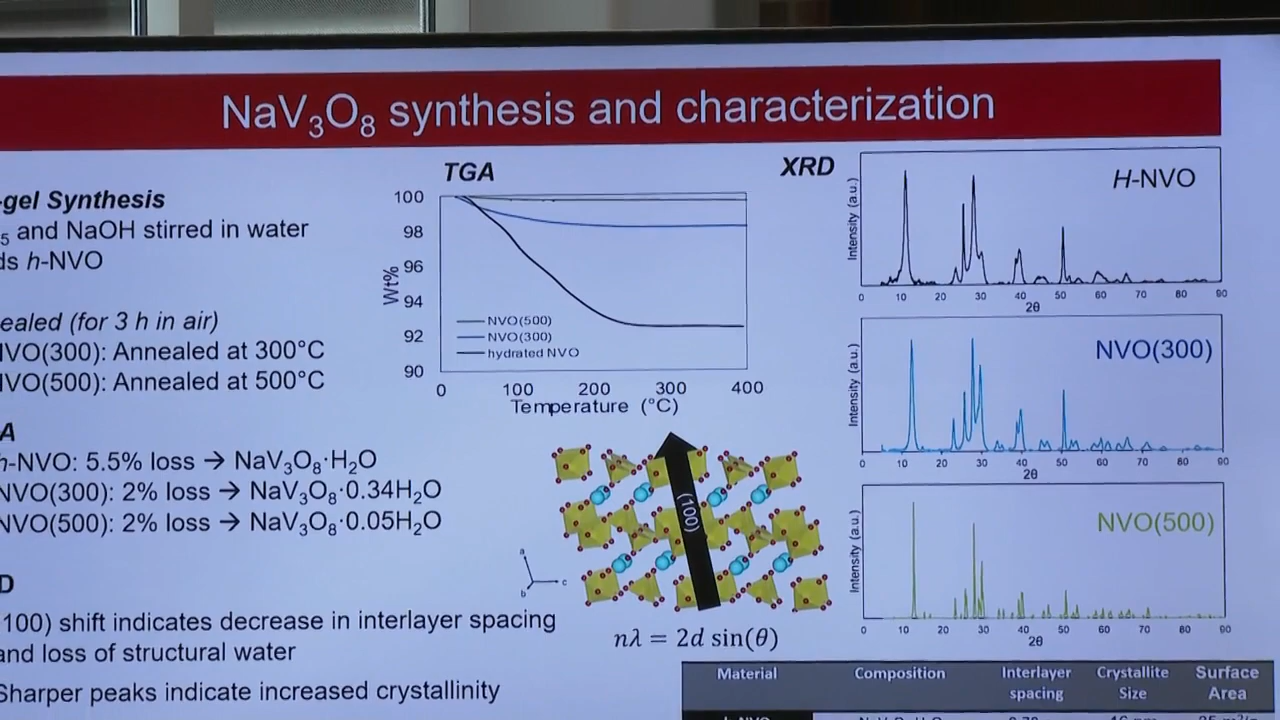 NaV₃O₈ synthesis and characterization
-gel Synthesis
₅ and NaOH stirred in water
ds h-NVO
ealed (for 3 h in air)
NVO(300): Annealed at 300°C
NVO(500): Annealed at 500°C
A
h-NVO: 5.5% loss → NaV₃O₈·H₂O
NVO(300): 2% loss → NaV₃O₈·0.34H₂O
NVO(500): 2% loss → NaV₃O₈·0.05H₂O
D
100) shift indicates decrease in interlayer spacing
and loss of structural water
Sharper peaks indicate increased crystallinity
TGA
100
98
96
94
92
90
Wt%
NVO(500)
NVO(300)
hydrated NVO
0 100 200 300 400
Temperature (°C)
(100)
a
b
c
nλ = 2d sin(θ)
XRD
H-NVO
Intensity (a.u.)
0 10 20 30 40 50 60 70 80 90
2θ
NVO(300)
Intensity (a.u.)
0 10 20 30 40 50 60 70 80 90
2θ
NVO(500)
Intensity (a.u.)
0 10 20 30 40 50 60 70 80 90
2θ
Material Composition Interlayer spacing Crystallite Size Surface Area